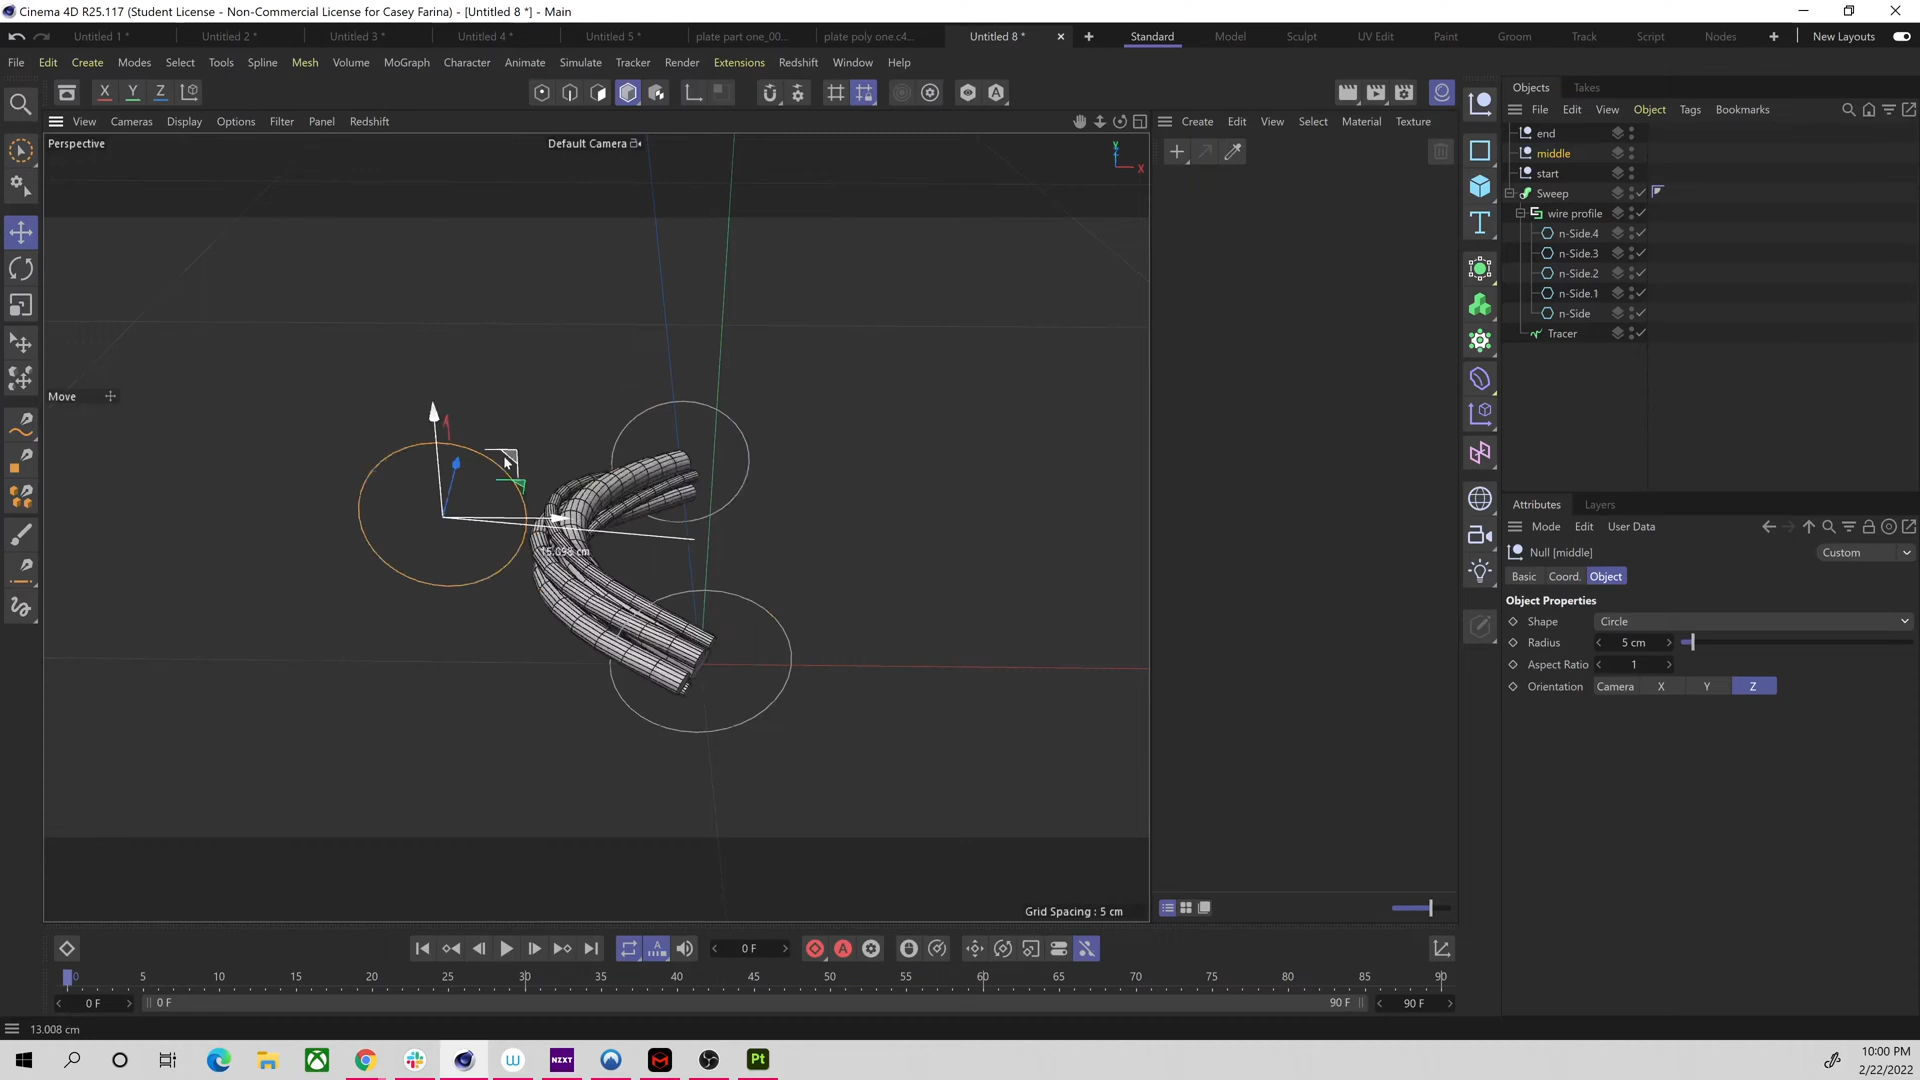 Cinema 4D R25.117 (Student License - Non-Commercial License for Casey Farina) - [Untitled 8 *] - Main
Untitled 1 * Untitled 2 * Untitled 3 * Untitled 4 * Untitled 5 * plate part one_00... plate poly one.c4... Untitled 8 * Standard Model Sculpt UV Edit Paint Groom Track Script Nodes New Layouts
File Edit Create Modes Select Tools Spline Mesh Volume MoGraph Character Animate Simulate Tracker Render Extensions Redshift Window Help
X Y Z
Objects Takes
File Edit View Object Tags Bookmarks
View Cameras Display Options Filter Panel Redshift
Create Edit View Select Material Texture
Perspective
Default Camera
Y
X
end
middle
start
Sweep
wire profile
n-Side.4
n-Side.3
n-Side.2
n-Side.1
n-Side
Tracer
Move
15.098 cm
Attributes Layers
Mode Edit User Data
Null [middle]
Custom
Basic Coord. Object
Object Properties
Shape Circle
Radius 5 cm
Aspect Ratio 1
Orientation Camera X Y Z
Grid Spacing : 5 cm
0 F
0 5 10 15 20 25 30 35 40 45 50 55 60 65 70 75 80 85 90
0 F 0 F 90 F 90 F
13.008 cm
NZXT Pt
10:00 PM
2/22/2022